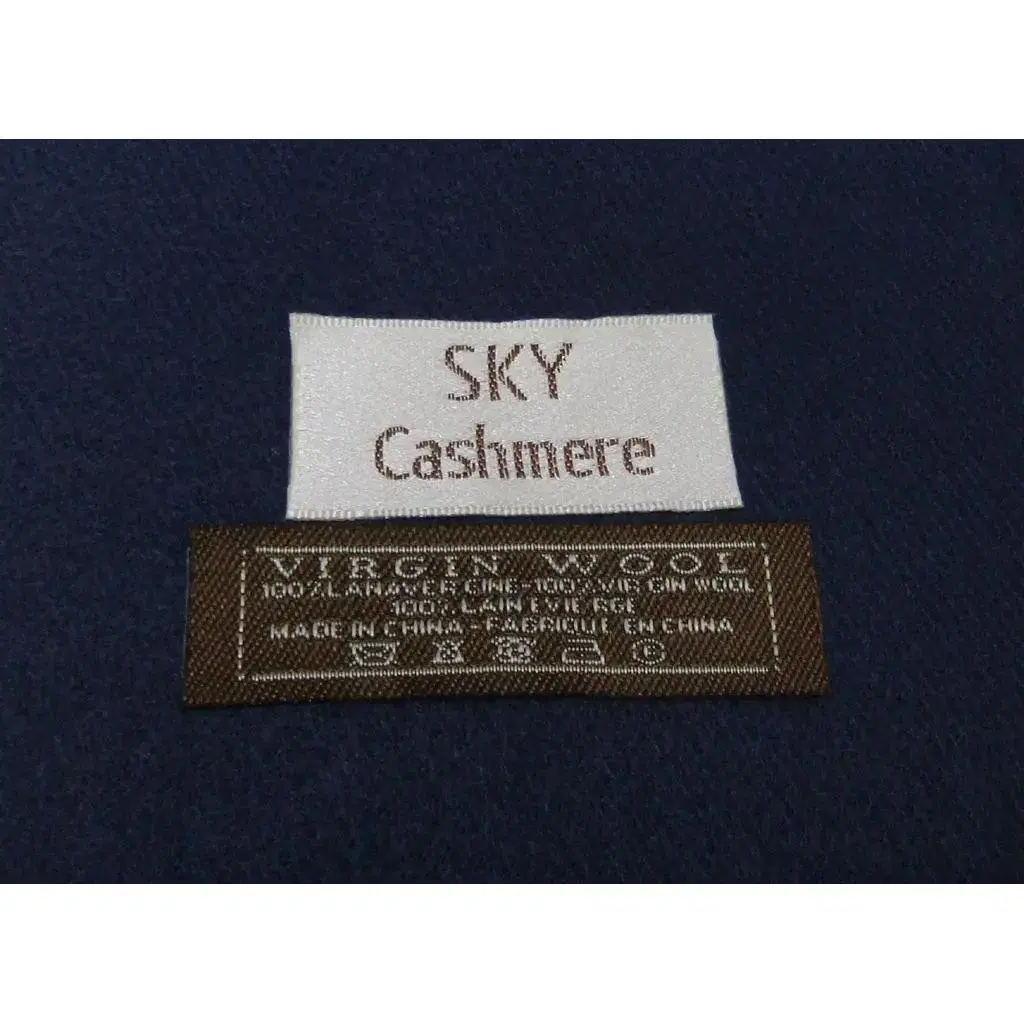 SKY
Cashmere
VIRGIN WOOL
100% LANA VERGINE - 100% VIRGIN WOOL
100% LAINE VIERGE
MADE IN CHINA - FABRIQUE EN CHINA